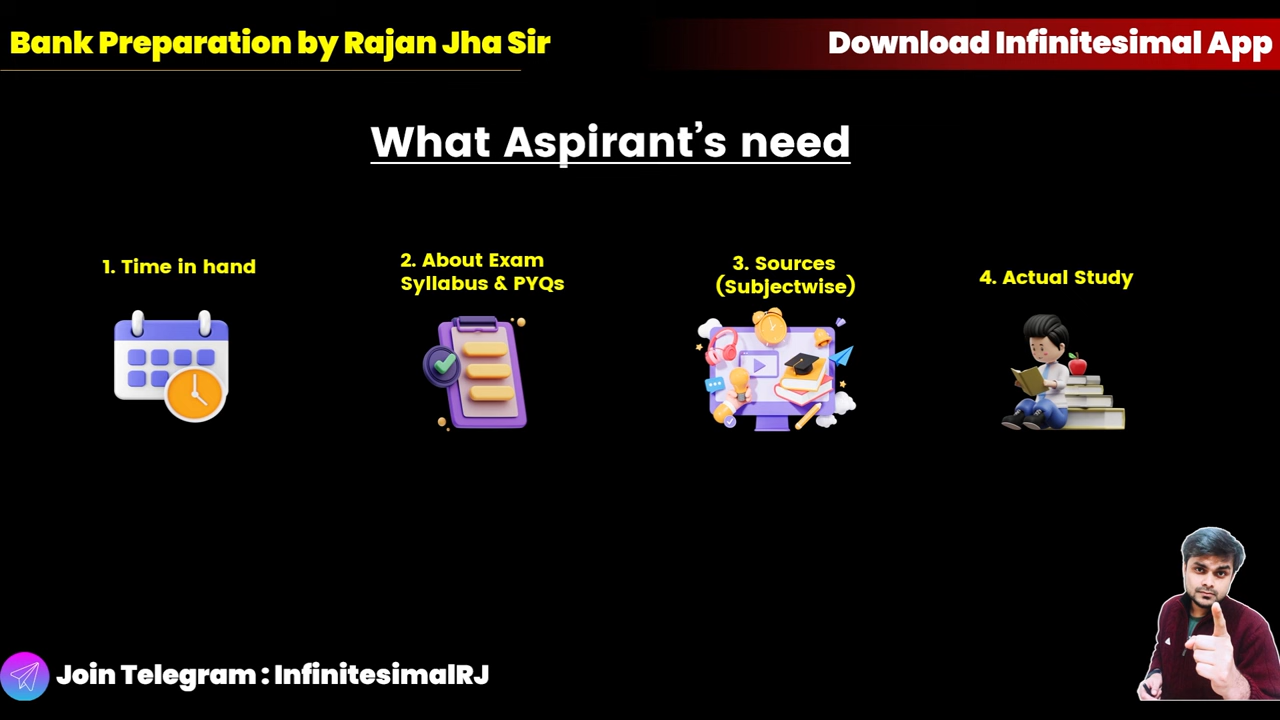 Bank Preparation by Rajan Jha Sir
Download Infinitesimal App
What Aspirant's need
1. Time in hand
2. About Exam
Syllabus & PYQs
3. Sources
(Subjectwise)
4. Actual Study
Join Telegram : InfinitesimalRJ